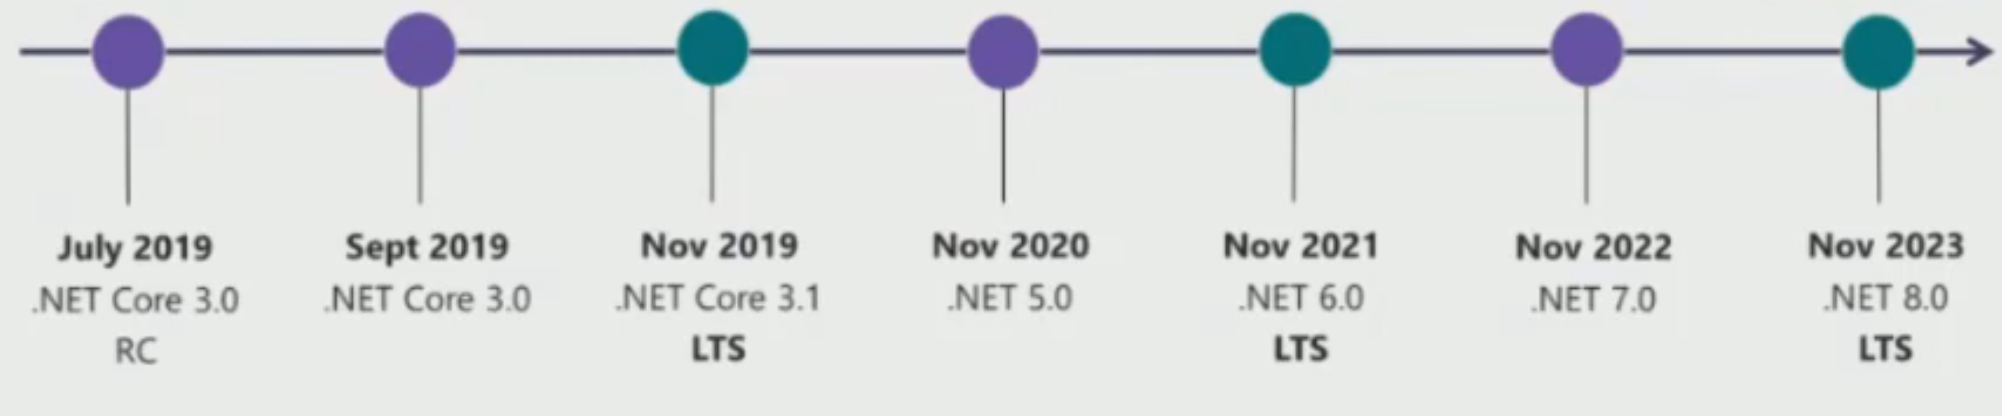 July 2019
.NET Core 3.0
RC
Sept 2019
.NET Core 3.0
Nov 2019
.NET Core 3.1
LTS
Nov 2020
.NET 5.0
Nov 2021
.NET 6.0
LTS
Nov 2022
.NET 7.0
Nov 2023
.NET 8.0
LTS